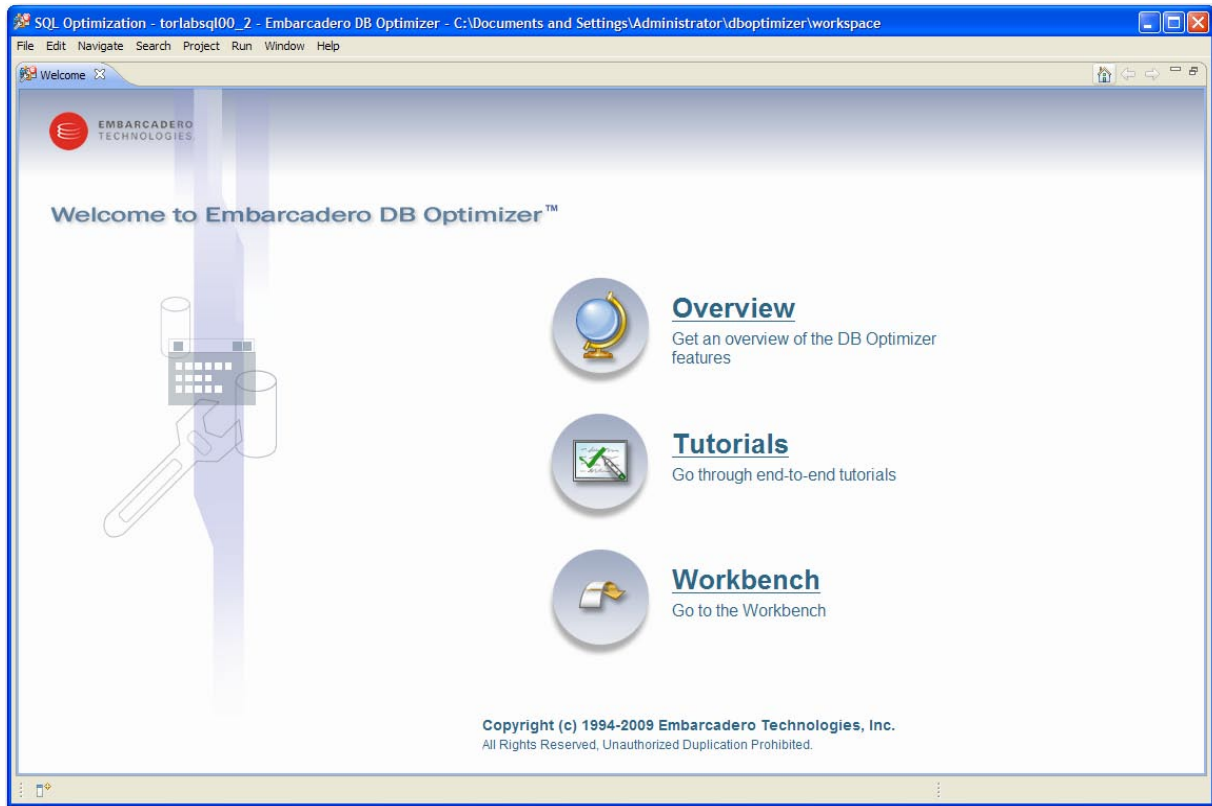 SQL Optimization - torlabsql00_2 - Embarcadero DB Optimizer - C:\Documents and Settings\Administrator\dboptimizer\workspace
File Edit Navigate Search Project Run Window Help
Welcome
EMBARCADERO
TECHNOLOGIES
Welcome to Embarcadero DB Optimizer™
Overview
Get an overview of the DB Optimizer
features
Tutorials
Go through end-to-end tutorials
Workbench
Go to the Workbench
Copyright (c) 1994-2009 Embarcadero Technologies, Inc.
All Rights Reserved, Unauthorized Duplication Prohibited.